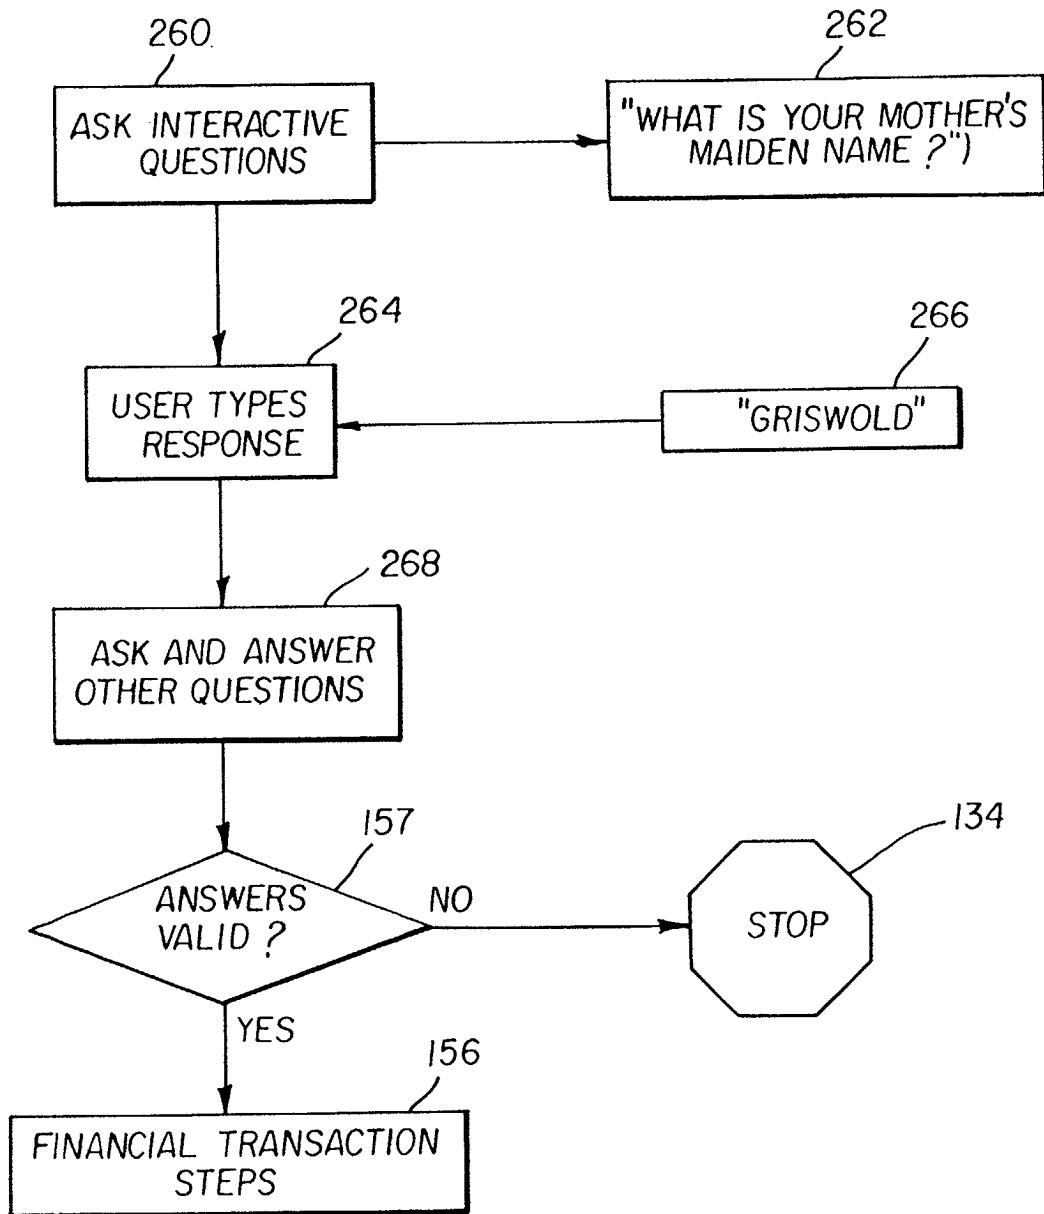 260
262
ASK INTERACTIVE
QUESTIONS
"WHAT IS YOUR MOTHER'S
MAIDEN NAME ?")
264
266
USER TYPES
RESPONSE
"GRISWOLD"
268
ASK AND ANSWER
OTHER QUESTIONS
157
134
ANSWERS
VALID ?
NO
STOP
YES
156
FINANCIAL TRANSACTION
STEPS